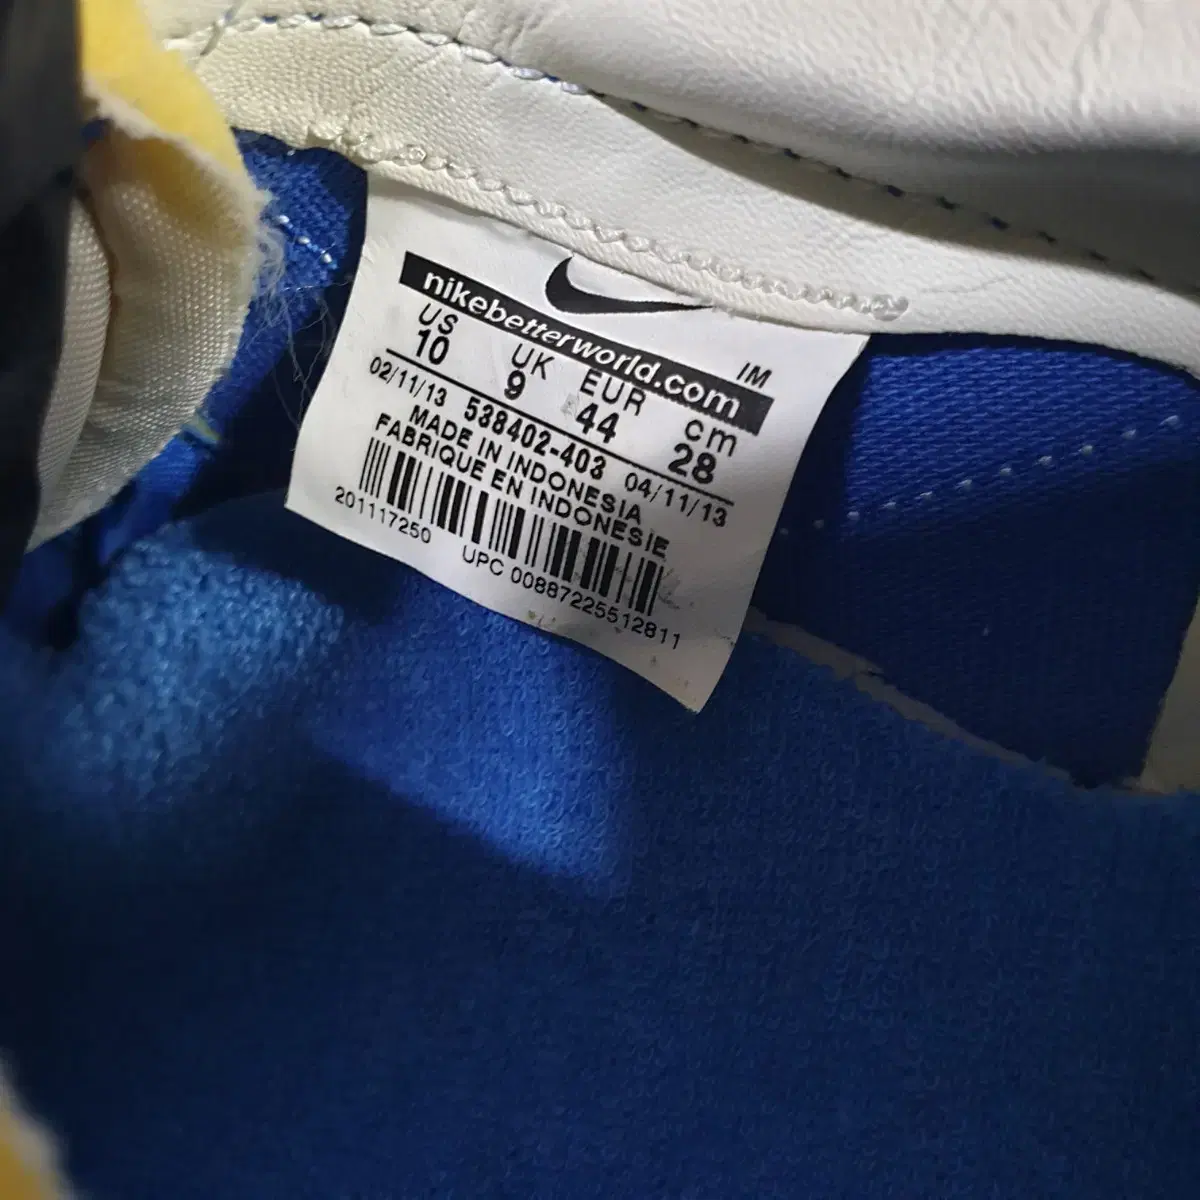 nikebetterworld.com
IM
US UK EUR cm
10 9 44 28
02/11/13 538402-403 04/11/13
MADE IN INDONESIA
FABRIQUE EN INDONESIE
201117250 UPC 00887225512811